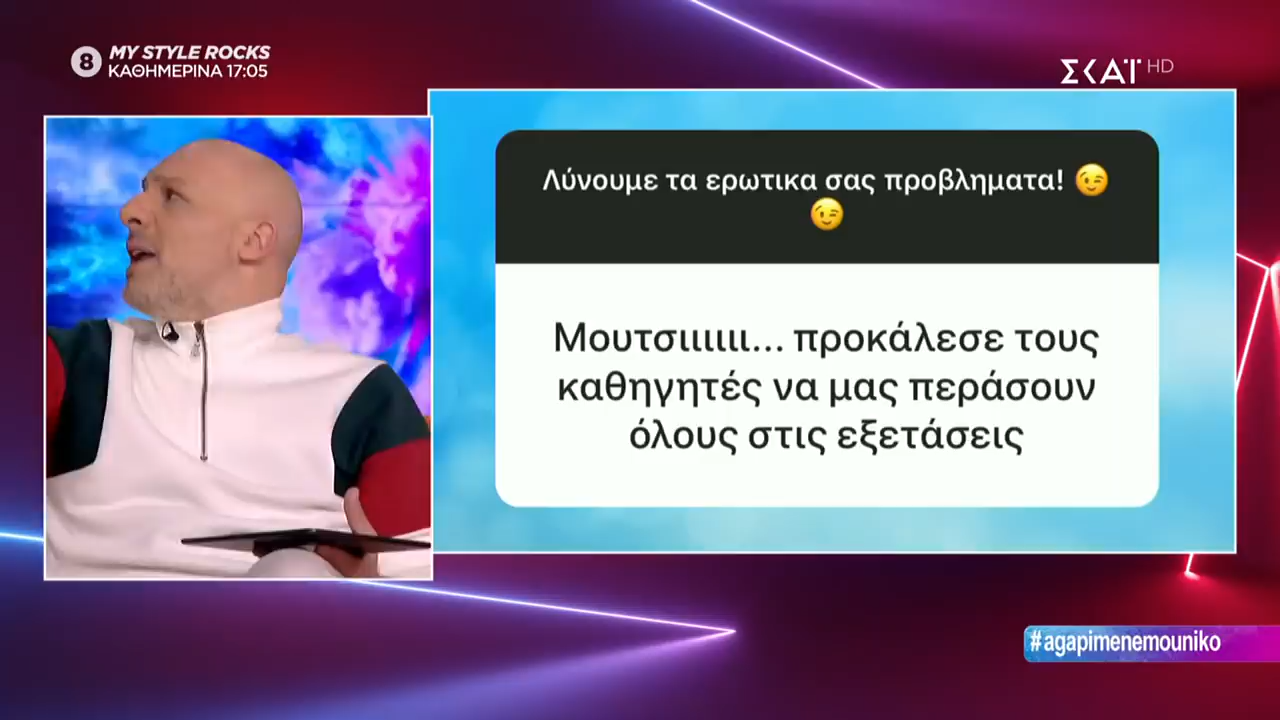 8 MY STYLE ROCKS
ΚΑΘΗΜΕΡΙΝΑ 17:05
ΣΚΑΪ HD
Λύνουμε τα ερωτικα σας προβληματα! 😉
😉
Μουτσιιιιιι... προκάλεσε τους
καθηγητές να μας περάσουν
όλους στις εξετάσεις
#agapimenemouniko